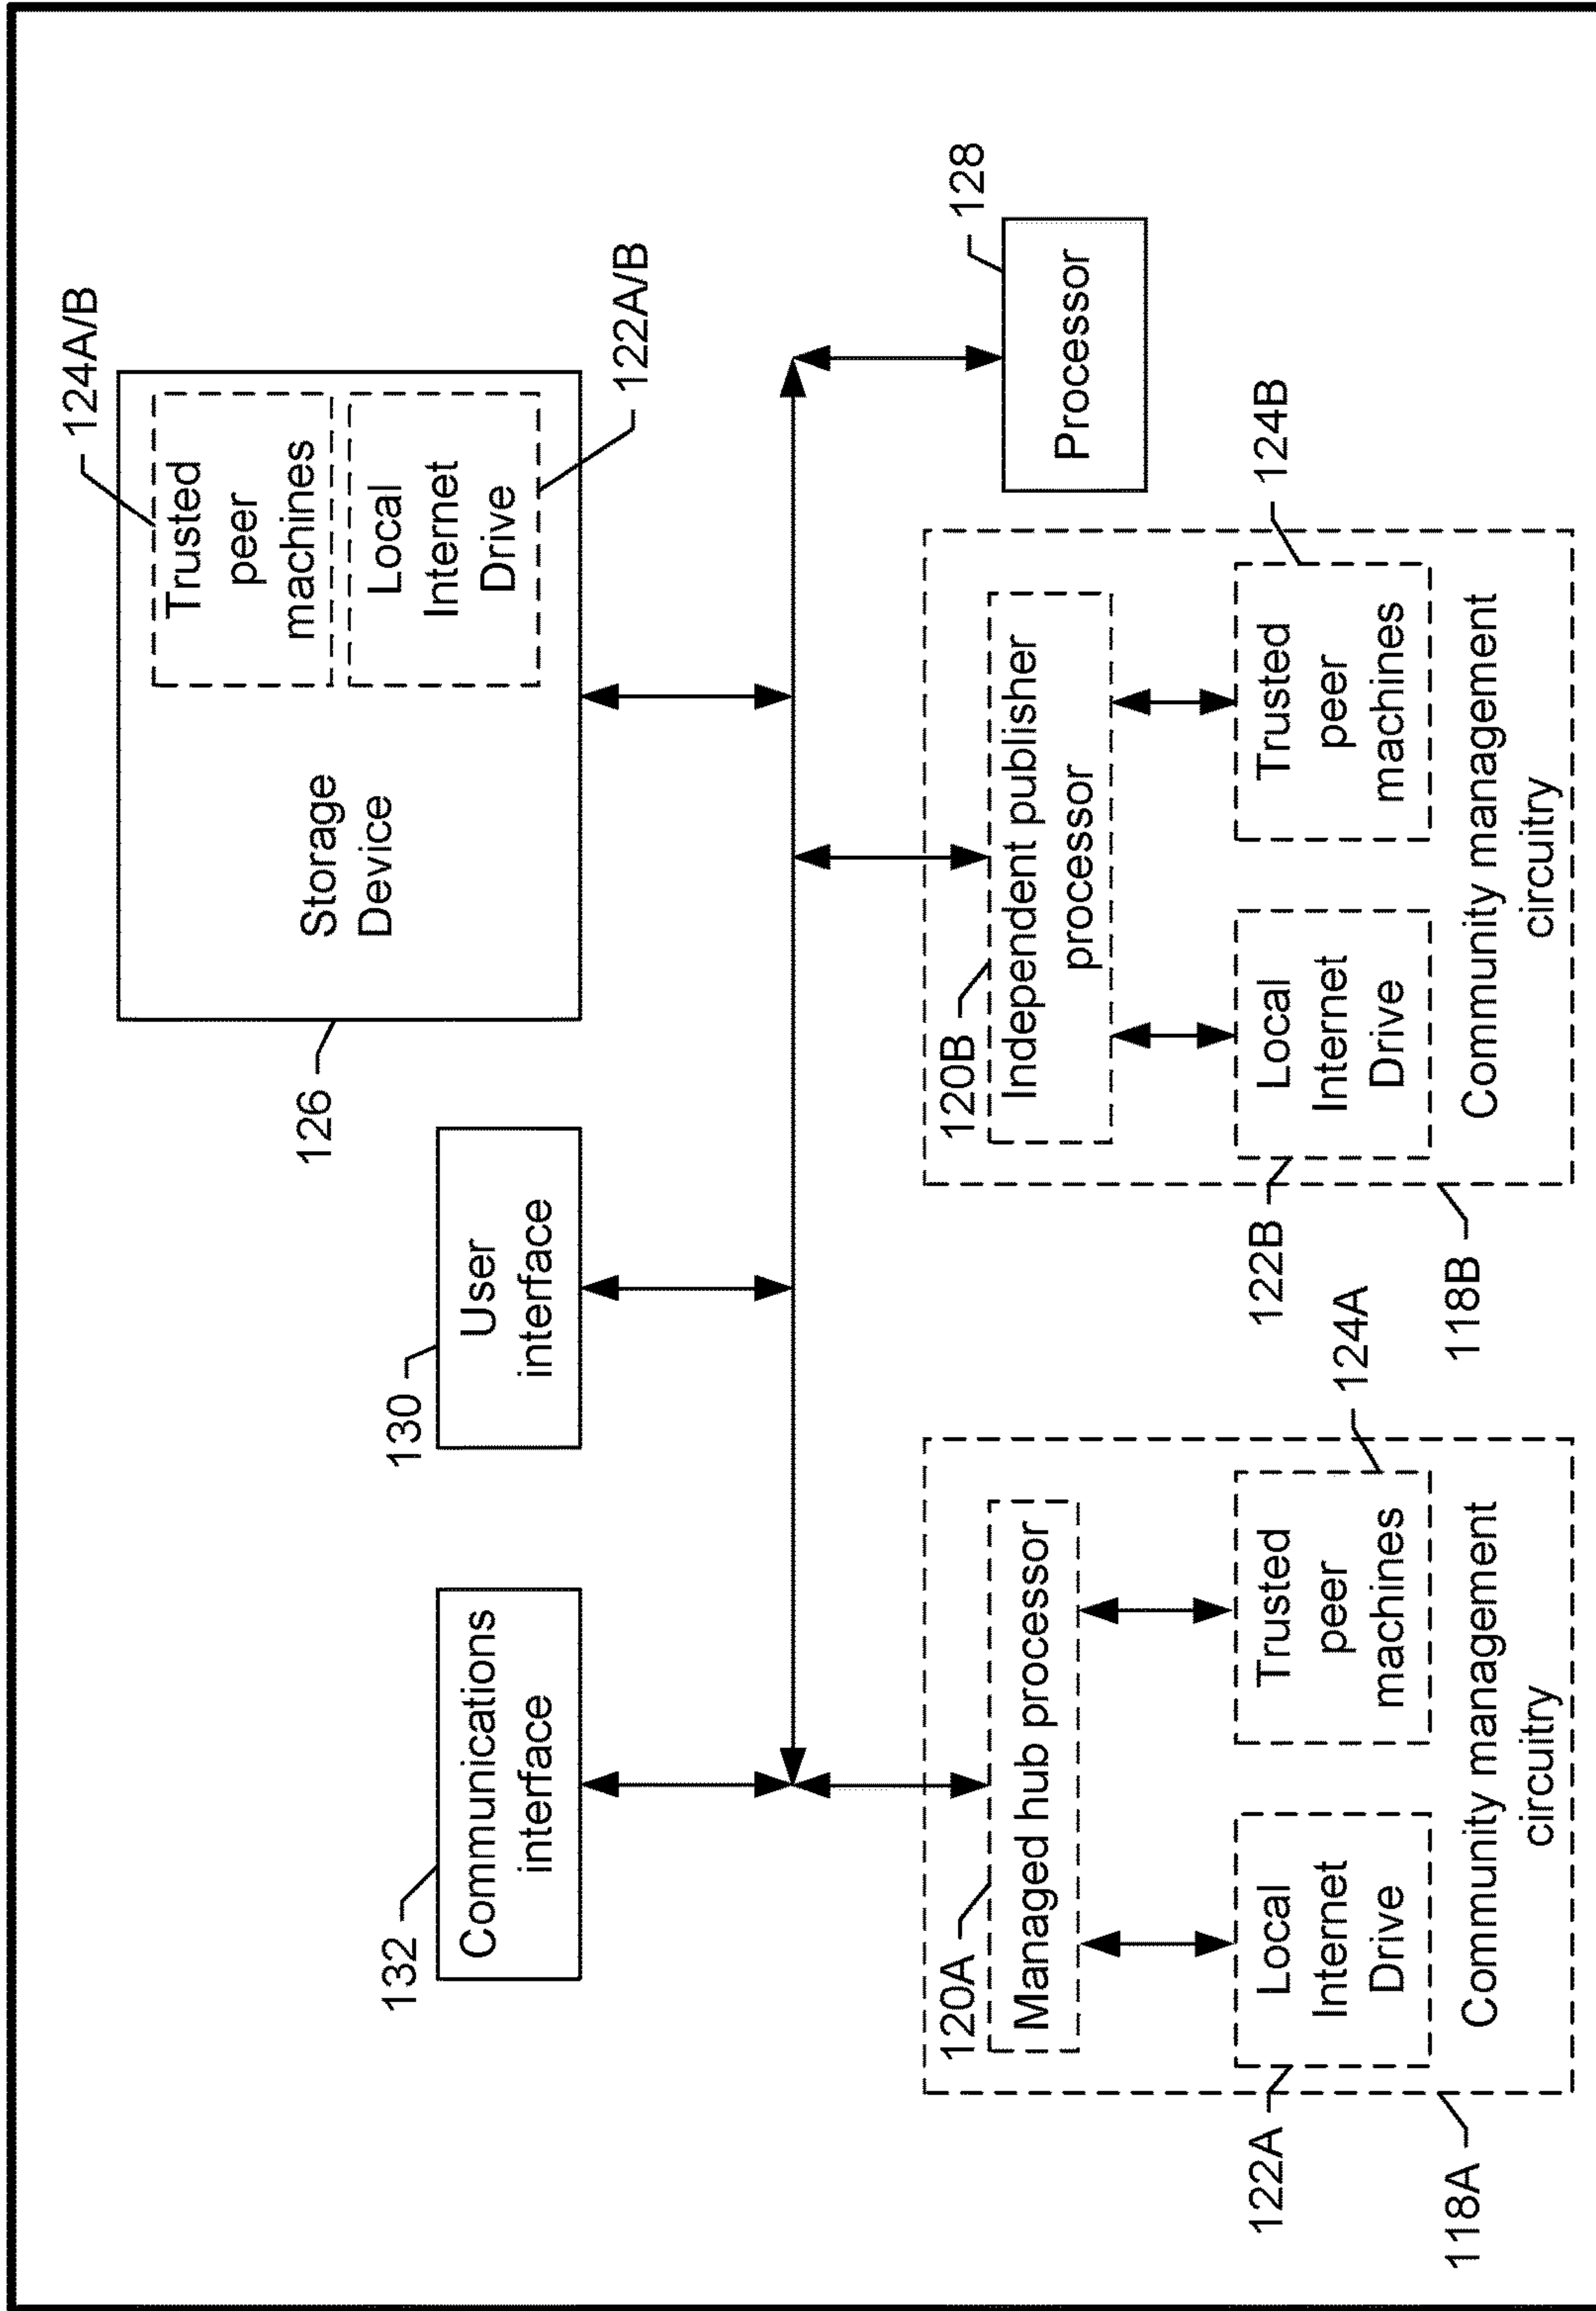 124A/B
Trusted
peer
machines
Local
Internet
Drive
122A/B
Storage
Device
126
130
User
interface
132
Communications
interface
128
Processor
120A
Managed hub processor
122A
Local
Internet
Drive
124A
Trusted
peer
machines
Community management
circuitry
118A
120B
Independent publisher
processor
122B
Local
Internet
Drive
124B
Trusted
peer
machines
Community management
circuitry
118B